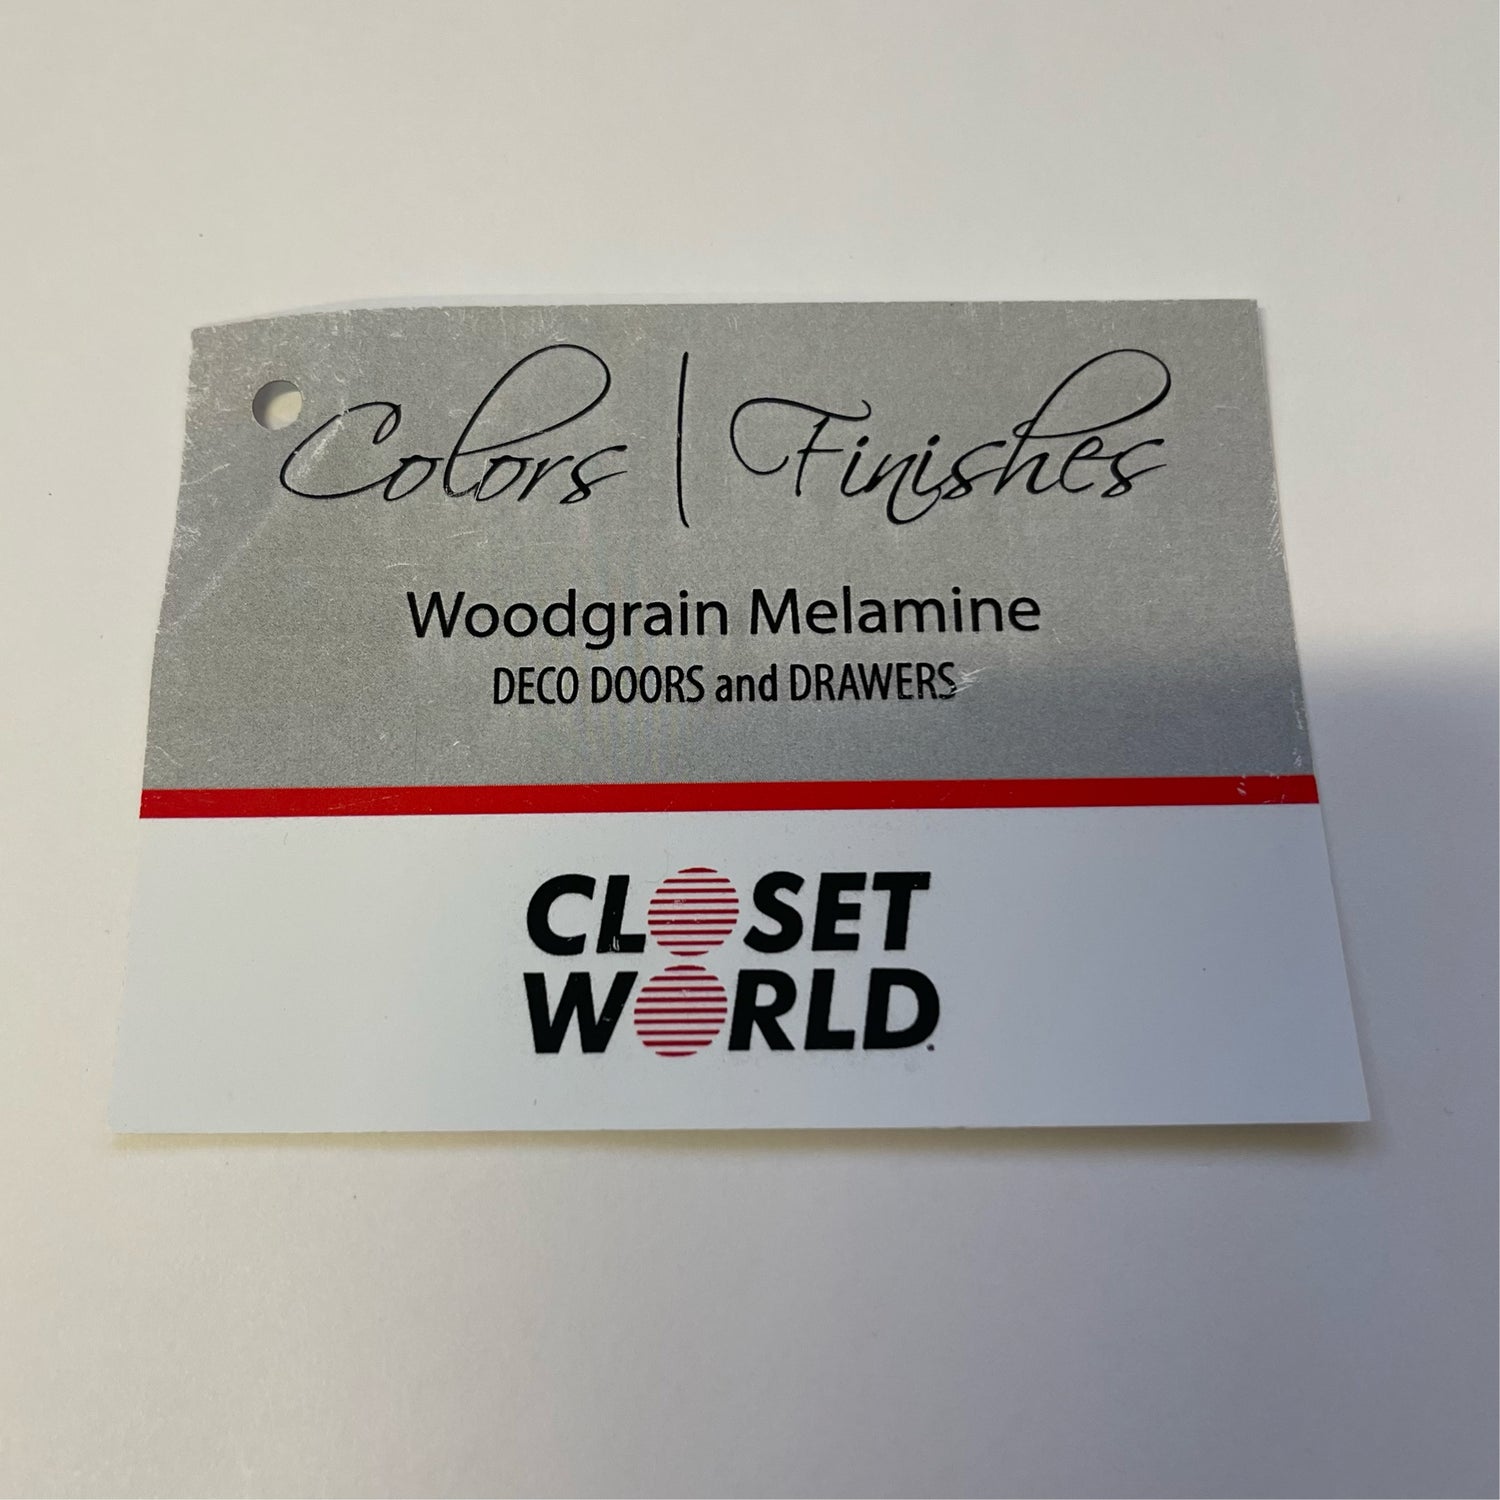 Colors | Finishes
Woodgrain Melamine
DECO DOORS and DRAWERS
CLOSET
WORLD